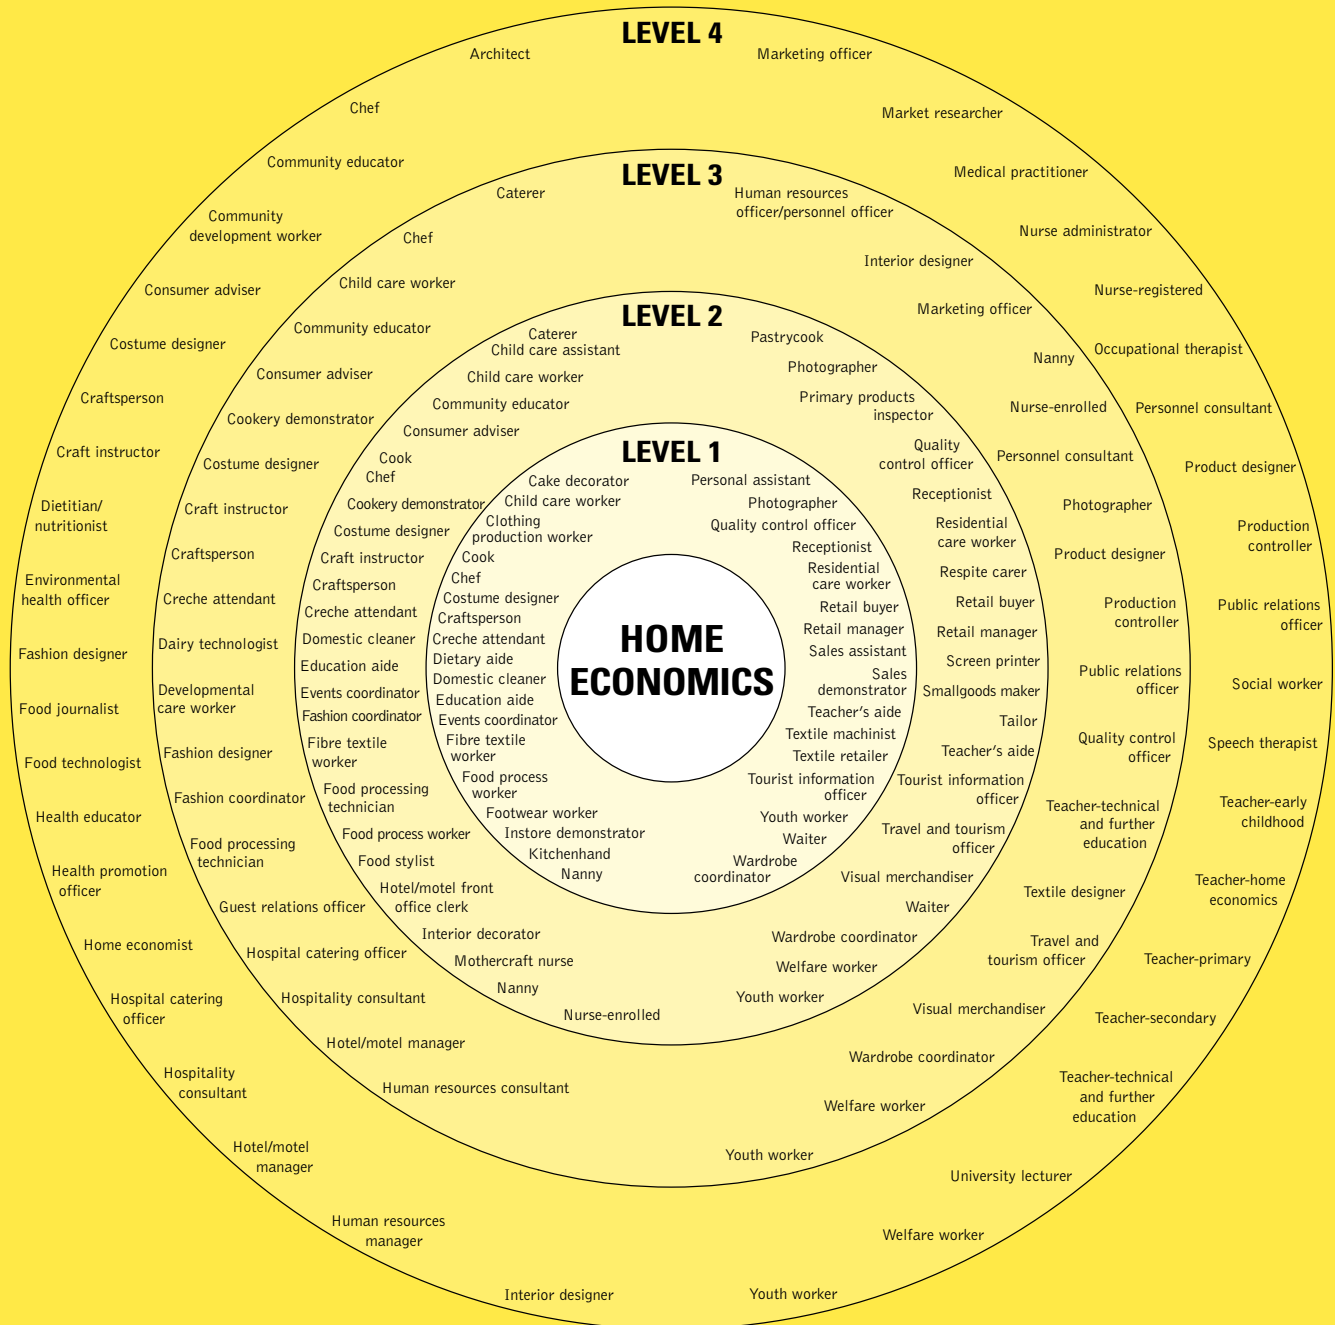 LEVEL 4
Architect
Chef
Community educator
Community
development worker
Consumer adviser
Costume designer
Craftsperson
Craft instructor
Dietitian/
nutritionist
Environmental
health officer
Fashion designer
Food journalist
Food technologist
Health educator
Health promotion
officer
Home economist
Hospital catering
officer
Hospitality
consultant
Hotel/motel
manager
Human resources
manager
Interior designer
Marketing officer
Market researcher
Medical practitioner
Nurse administrator
Nurse-registered
Occupational therapist
Personnel consultant
Product designer
Production
controller
Public relations
officer
Social worker
Speech therapist
Teacher-early
childhood
Teacher-home
economics
Teacher-primary
Teacher-secondary
Teacher-technical
and further
education
University lecturer
Welfare worker
Youth worker
LEVEL 3
Caterer
Chef
Child care worker
Community educator
Consumer adviser
Cookery demonstrator
Costume designer
Craft instructor
Craftsperson
Creche attendant
Dairy technologist
Developmental
care worker
Fashion designer
Fashion coordinator
Food processing
technician
Guest relations officer
Hospital catering officer
Hospitality consultant
Hotel/motel manager
Human resources consultant
Human resources
officer/personnel officer
Interior designer
Marketing officer
Nanny
Nurse-enrolled
Personnel consultant
Photographer
Product designer
Production
controller
Public relations
officer
Quality control
officer
Teacher-technical
and further
education
Textile designer
Travel and
tourism officer
Visual merchandiser
Wardrobe coordinator
Welfare worker
Youth worker
LEVEL 2
Caterer
Child care assistant
Child care worker
Community educator
Consumer adviser
Cook
Chef
Cookery demonstrator
Costume designer
Craft instructor
Craftsperson
Creche attendant
Domestic cleaner
Education aide
Events coordinator
Fashion coordinator
Fibre textile
worker
Food processing
technician
Food process worker
Food stylist
Hotel/motel front
office clerk
Interior decorator
Mothercraft nurse
Nanny
Nurse-enrolled
Pastrycook
Photographer
Primary products
inspector
Quality
control officer
Receptionist
Residential
care worker
Respite carer
Retail buyer
Retail manager
Screen printer
Smallgoods maker
Tailor
Teacher's aide
Tourist information
officer
Travel and tourism
officer
Visual merchandiser
Waiter
Wardrobe coordinator
Welfare worker
Youth worker
LEVEL 1
Cake decorator
Child care worker
Clothing
production worker
Cook
Chef
Costume designer
Craftsperson
Creche attendant
Dietary aide
Domestic cleaner
Education aide
Events coordinator
Fibre textile
worker
Food process
worker
Footwear worker
Instore demonstrator
Kitchenhand
Nanny
Personal assistant
Photographer
Quality control officer
Receptionist
Residential
care worker
Retail buyer
Retail manager
Sales assistant
Sales
demonstrator
Teacher's aide
Textile machinist
Textile retailer
Tourist information
officer
Youth worker
Waiter
Wardrobe
coordinator
HOME
ECONOMICS